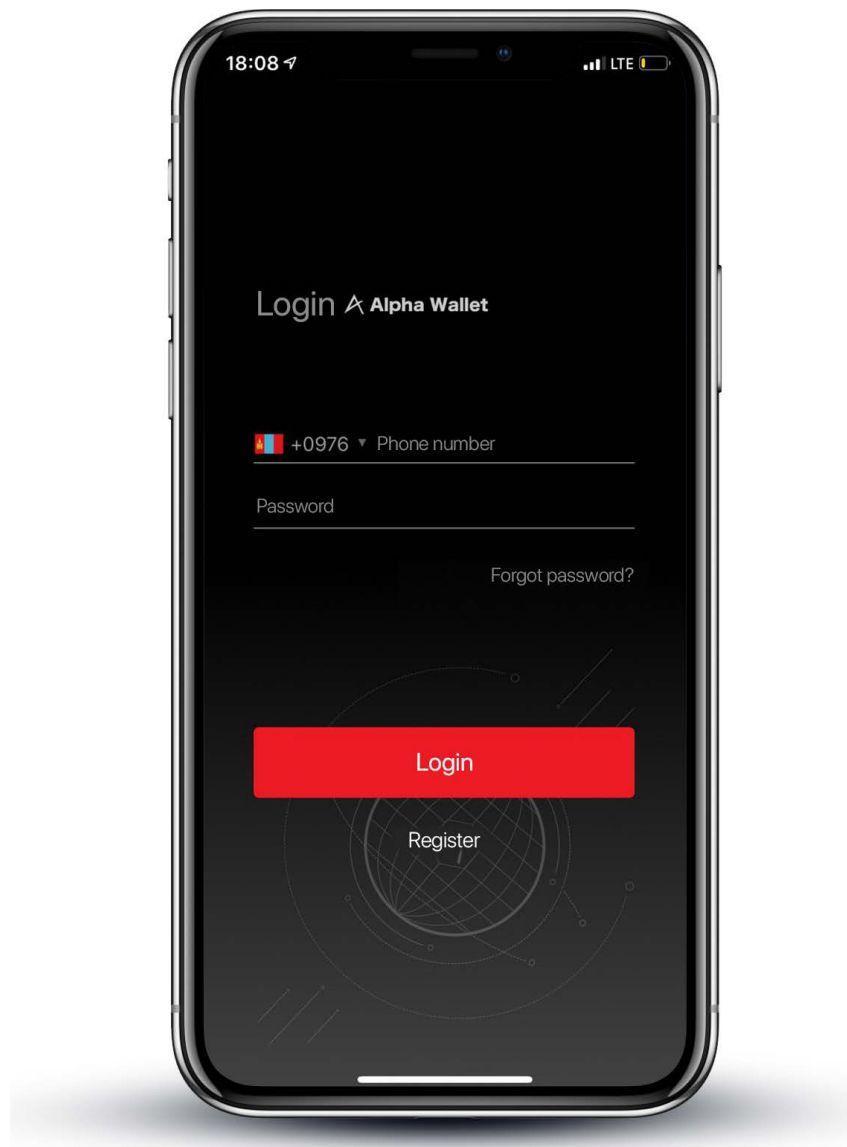 18:08 LTE
Login Alpha Wallet
+0976 Phone number
Password
Forgot password?
Login
Register